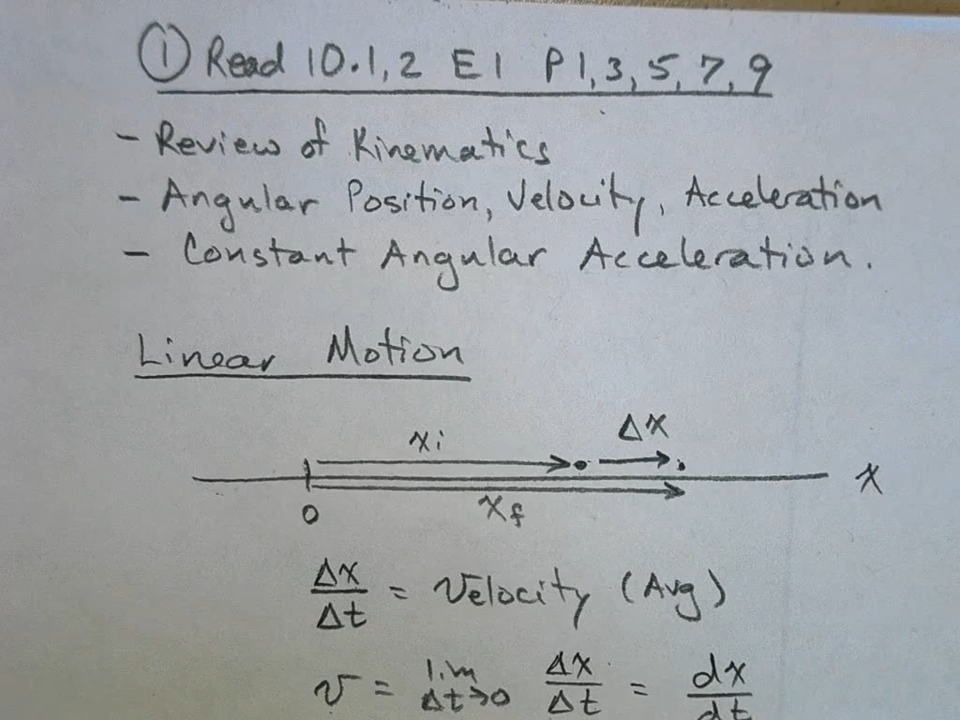 ① Read 10.1,2 E1 P1,3,5,7,9
- Review of Kinematics
- Angular Position, Velocity, Acceleration
- Constant Angular Acceleration.
Linear Motion
xi Δx
x
0 xf
Δx/Δt = Velocity (Avg)
v = lim Δt→0 Δx/Δt = dx/dt